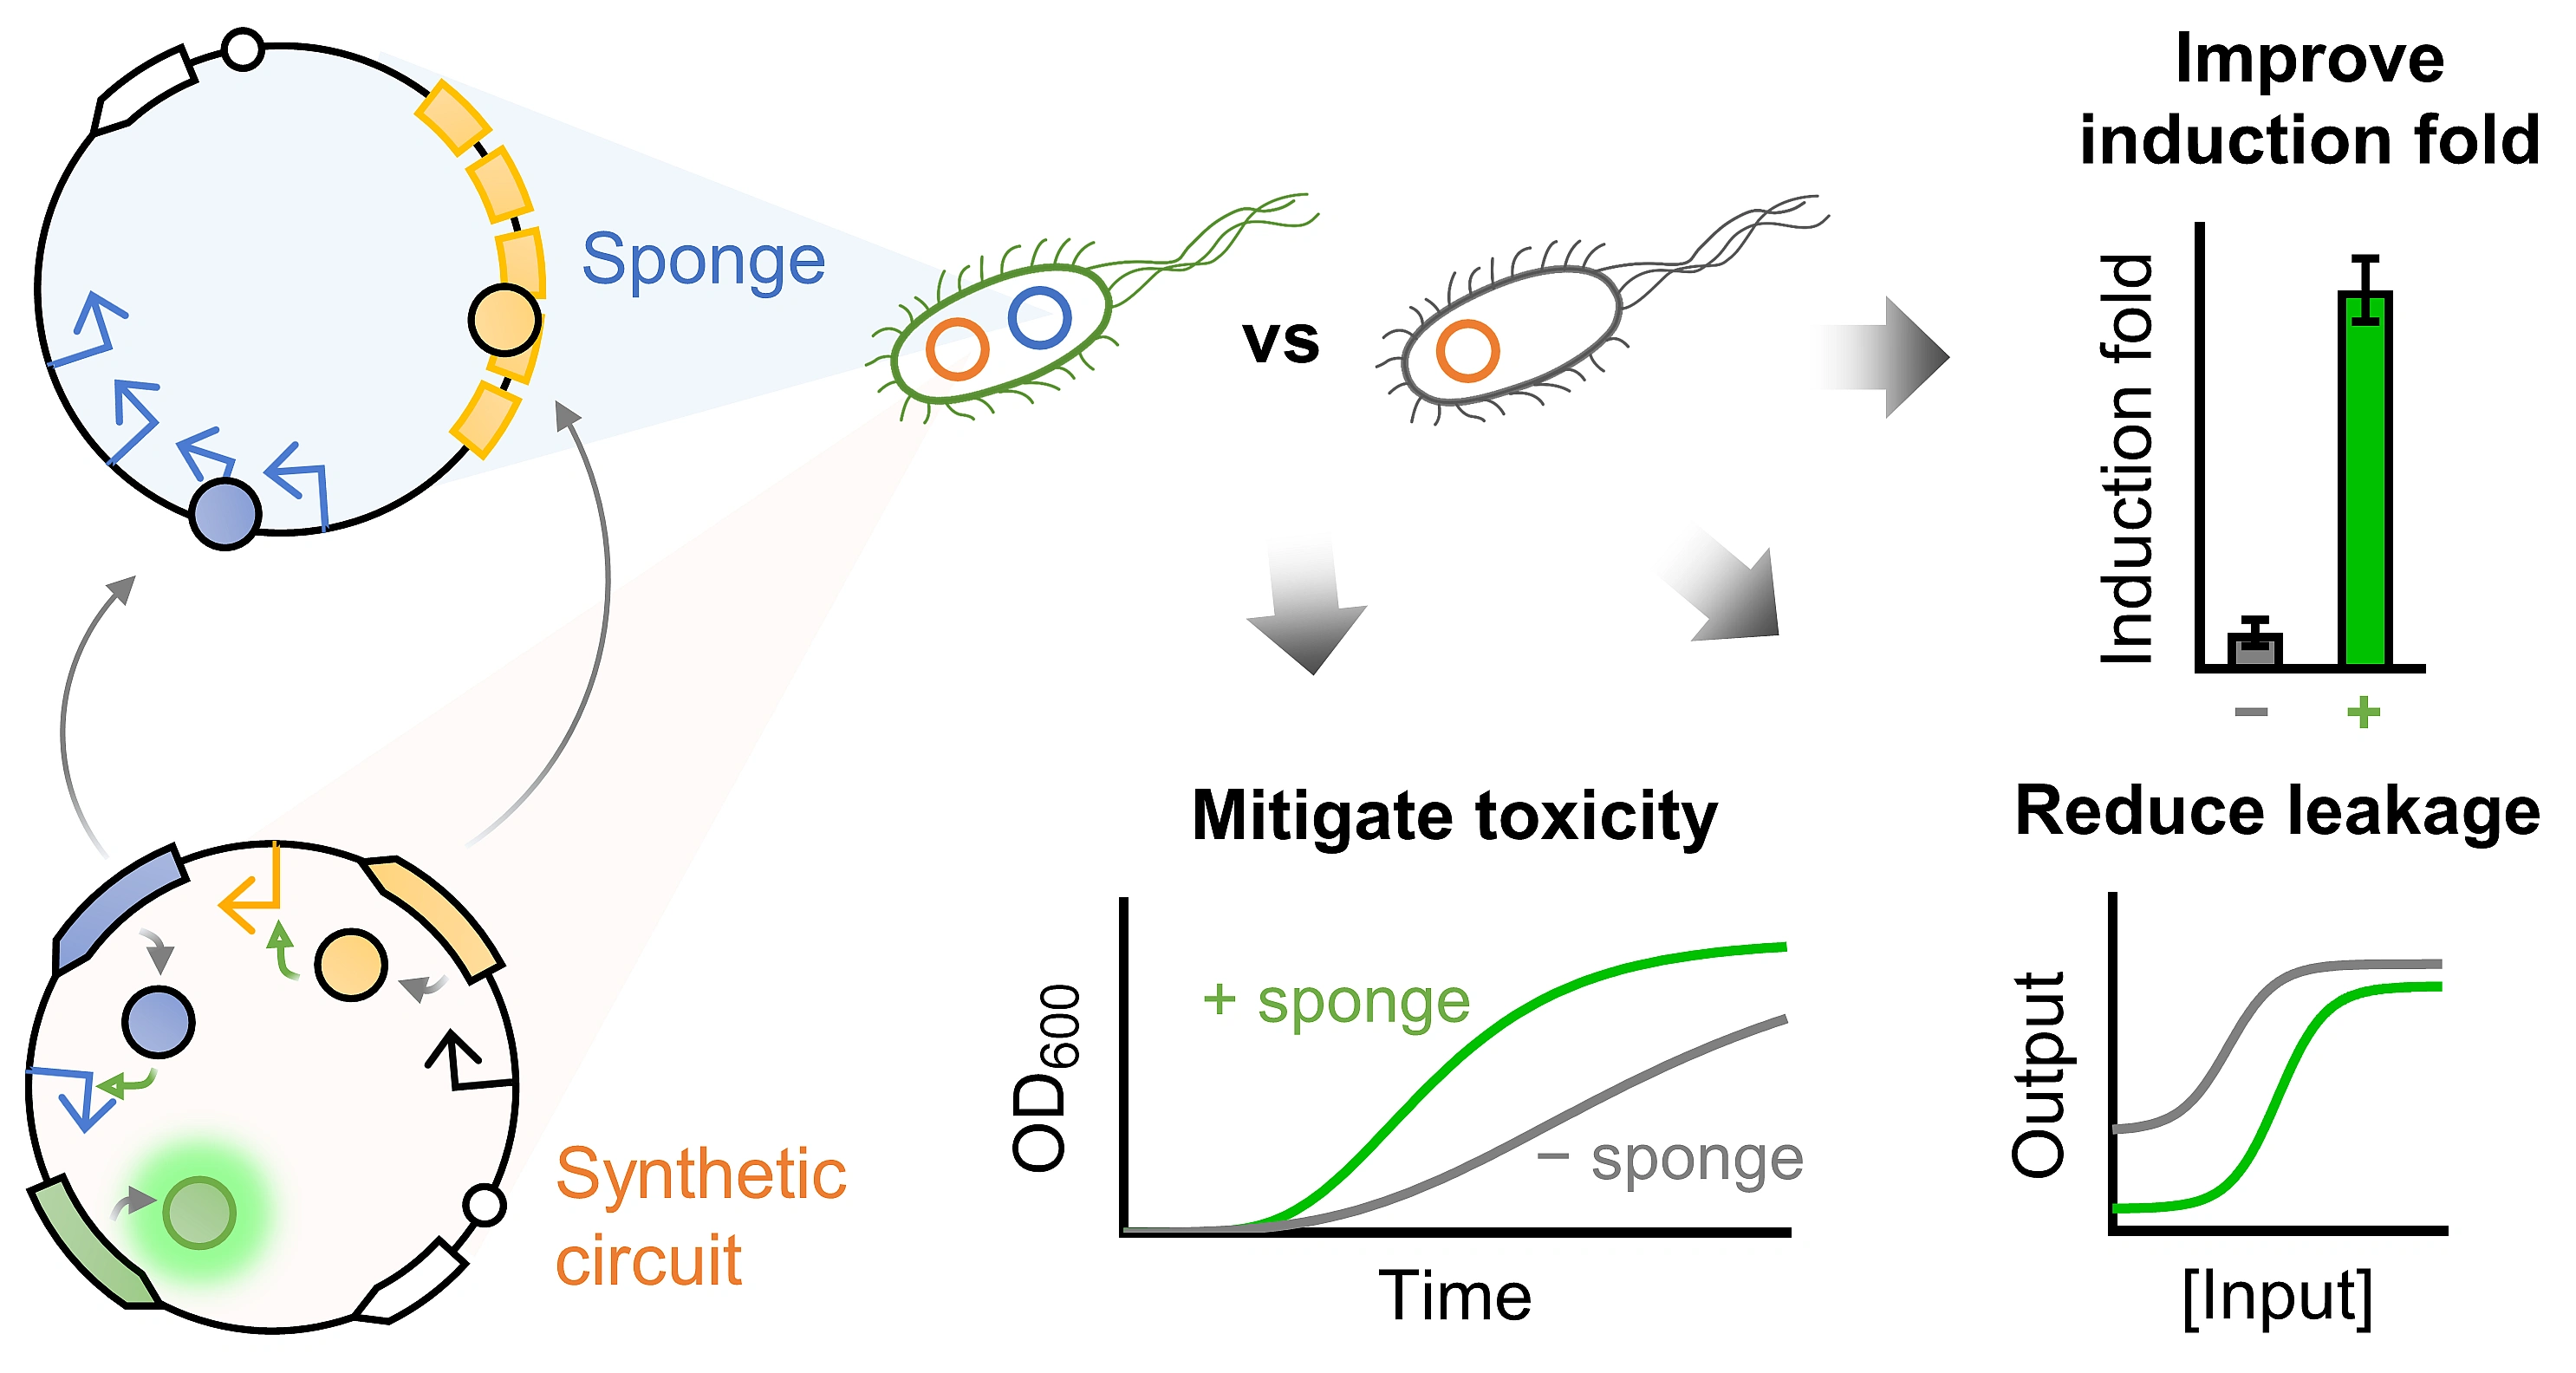 Sponge
Synthetic
circuit
vs
Improve
induction fold
Induction fold
− +
Mitigate toxicity
OD600
+ sponge
− sponge
Time
Reduce leakage
Output
[Input]